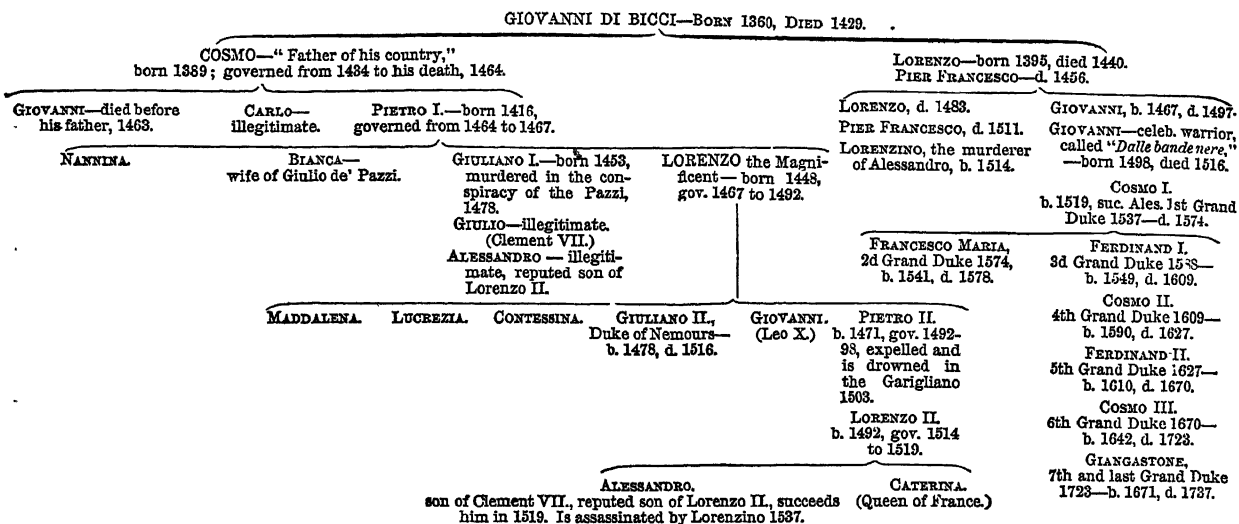 GIOVANNI DI BICCI—BORN 1360, DIED 1429.
COSMO—“ Father of his country,”
born 1389; governed from 1434 to his death, 1464.
LORENZO—born 1395, died 1440.
PIER FRANCESCO—d. 1456.
GIOVANNI—died before
his father, 1463.
CARLO—
illegitimate.
PIETRO I.—born 1416,
governed from 1464 to 1467.
LORENZO, d. 1483.
PIER FRANCESCO, d. 1511.
LORENZINO, the murderer
of Alessandro, b. 1514.
GIOVANNI, b. 1467, d. 1497.
GIOVANNI—celeb. warrior,
called “Dalle bande nere,”
—born 1498, died 1516.
NANNINA.
BIANCA—
wife of Giulio de’ Pazzi.
GIULIANO I.—born 1453,
murdered in the con-
spiracy of the Pazzi,
1478.
GIULIO—illegitimate.
(Clement VII.)
ALESSANDRO — illegiti-
mate, reputed son of
Lorenzo II.
LORENZO the Magni-
ficent— born 1448,
gov. 1467 to 1492.
COSMO I.
b. 1519, suc. Ales. 1st Grand
Duke 1537—d. 1574.
FRANCESCO MARIA,
2d Grand Duke 1574,
b. 1541, d. 1578.
FERDINAND I.
3d Grand Duke
b. 1549, d. 1609.
COSMO II.
4th Grand Duke 1609—
b. 1590, d. 1627.
FERDINAND II.
5th Grand Duke 1627—
b. 1610, d. 1670.
COSMO III.
6th Grand Duke 1670—
b. 1642, d. 1723.
GIANGASTONE,
7th and last Grand Duke
1723—b. 1671, d. 1737.
MADDALENA.
LUCREZIA.
CONTESSINA.
GIULIANO II.,
Duke of Nemours—
b. 1478, d. 1516.
GIOVANNI.
(Leo X.)
PIETRO II.
b. 1471, gov. 1492-
98, expelled and
is drowned in
the Garigliano
1503.
LORENZO II.
b. 1492, gov. 1514
to 1519.
ALESSANDRO.
son of Clement VII., reputed son of Lorenzo II., succeeds
him in 1519. Is assassinated by Lorenzino 1537.
CATERINA.
(Queen of France.)